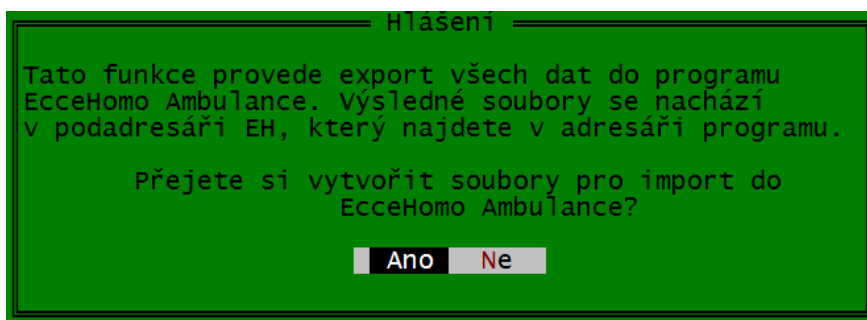 Hlášení
Tato funkce provede export všech dat do programu
EcceHomo Ambulance. Výsledné soubory se nachází
v podadresáři EH, který najdete v adresáři programu.
Přejete si vytvořit soubory pro import do
EcceHomo Ambulance?
Ano Ne